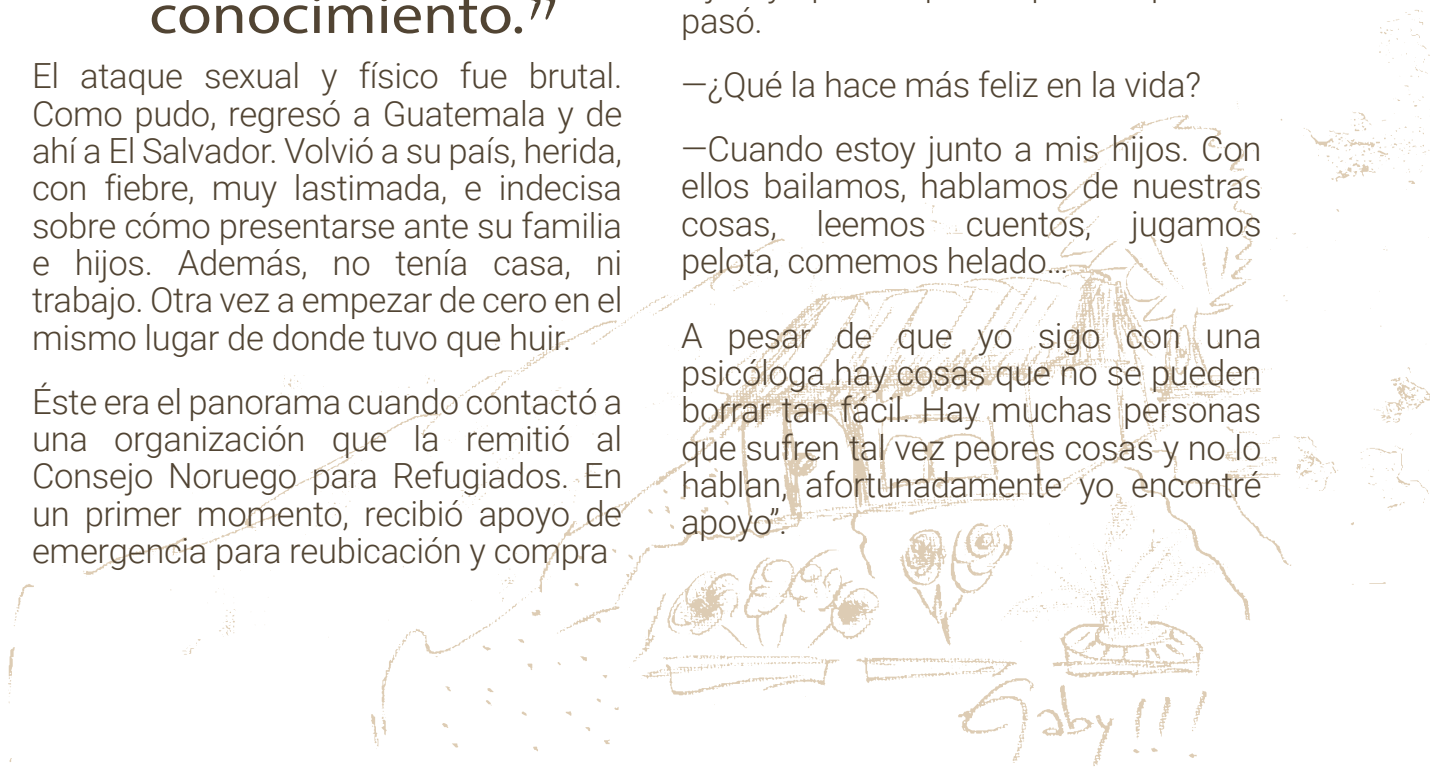 conocimiento.”
El ataque sexual y físico fue brutal.
Como pudo, regresó a Guatemala y de
ahí a El Salvador. Volvió a su país, herida,
con fiebre, muy lastimada, e indecisa
sobre cómo presentarse ante su familia
e hijos. Además, no tenía casa, ni
trabajo. Otra vez a empezar de cero en el
mismo lugar de donde tuvo que huir.
Éste era el panorama cuando contactó a
una organización que la remitió al
Consejo Noruego para Refugiados. En
un primer momento, recibió apoyo de
emergencia para reubicación y compra
pasó.
—¿Qué la hace más feliz en la vida?
—Cuando estoy junto a mis hijos. Con
ellos bailamos, hablamos de nuestras
cosas, leemos cuentos, jugamos
pelota, comemos helado...
A pesar de que yo sigo con una
psicóloga hay cosas que no se pueden
borrar tan fácil. Hay muchas personas
que sufren tal vez peores cosas y no lo
hablan, afortunadamente yo encontré
apoyo”.
Gaby !!!